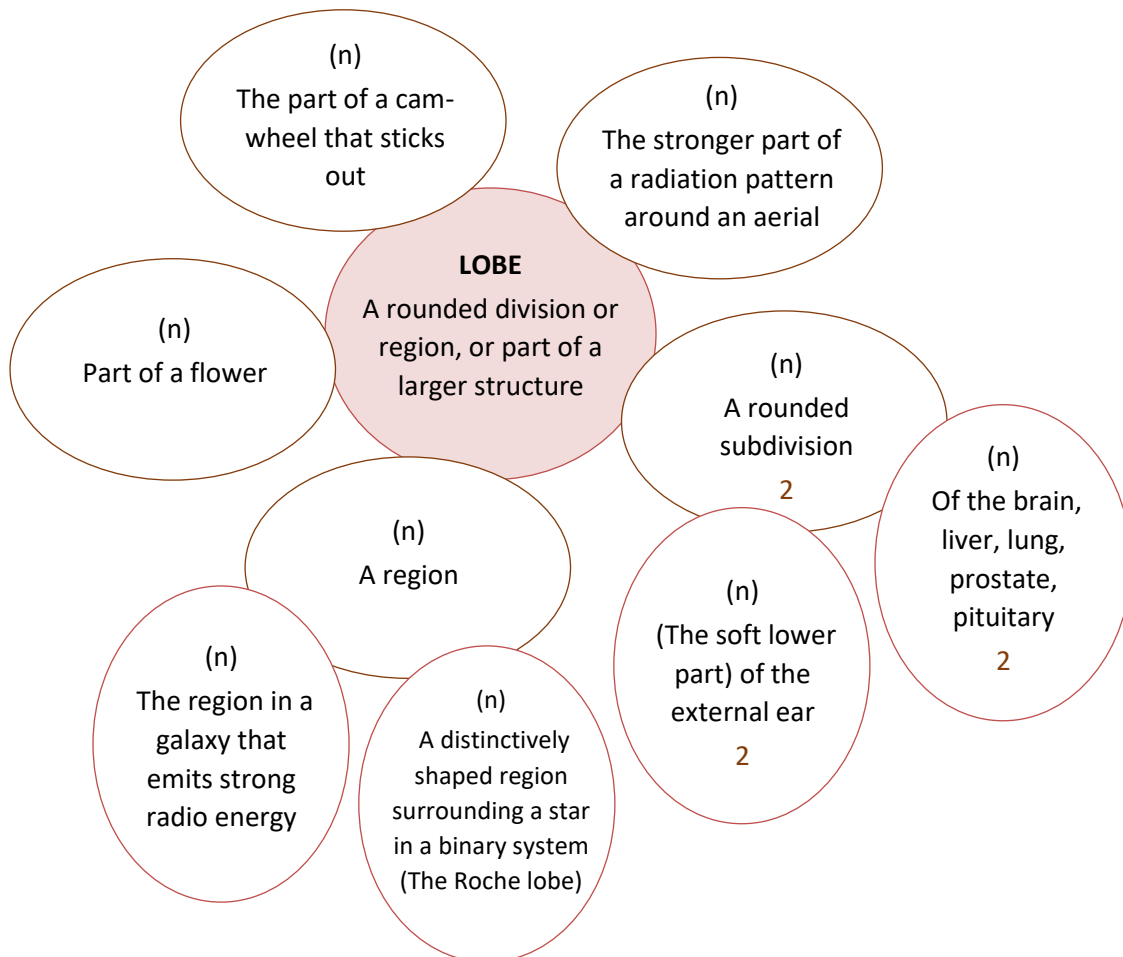 (n)
The part of a cam-
wheel that sticks
out
(n)
The stronger part of
a radiation pattern
around an aerial
LOBE
A rounded division or
region, or part of a
larger structure
(n)
Part of a flower
(n)
A rounded
subdivision
2
(n)
Of the brain,
liver, lung,
prostate,
pituitary
2
(n)
A region
(n)
(The soft lower
part) of the
external ear
2
(n)
The region in a
galaxy that
emits strong
radio energy
(n)
A distinctively
shaped region
surrounding a star
in a binary system
(The Roche lobe)